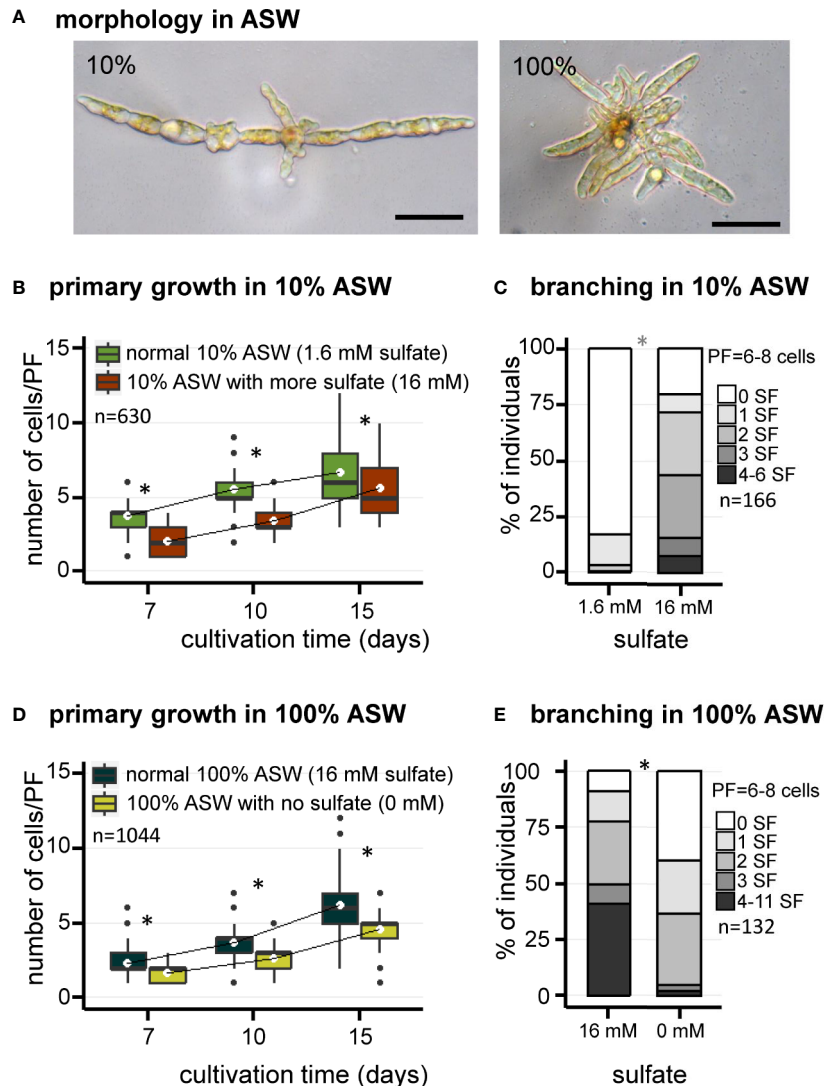 A morphology in ASW
10%
100%
B primary growth in 10% ASW
number of cells/PF
15
10
5
0
normal 10% ASW (1.6 mM sulfate)
10% ASW with more sulfate (16 mM)
n=630
*
*
*
7 10 15
cultivation time (days)
C branching in 10% ASW
% of individuals
100
75
50
25
0
*
PF=6-8 cells
0 SF
1 SF
2 SF
3 SF
4-6 SF
n=166
1.6 mM 16 mM
sulfate
D primary growth in 100% ASW
number of cells/PF
15
10
5
0
normal 100% ASW (16 mM sulfate)
100% ASW with no sulfate (0 mM)
n=1044
*
*
*
7 10 15
cultivation time (days)
E branching in 100% ASW
% of individuals
100
75
50
25
0
*
PF=6-8 cells
0 SF
1 SF
2 SF
3 SF
4-11 SF
n=132
16 mM 0 mM
sulfate